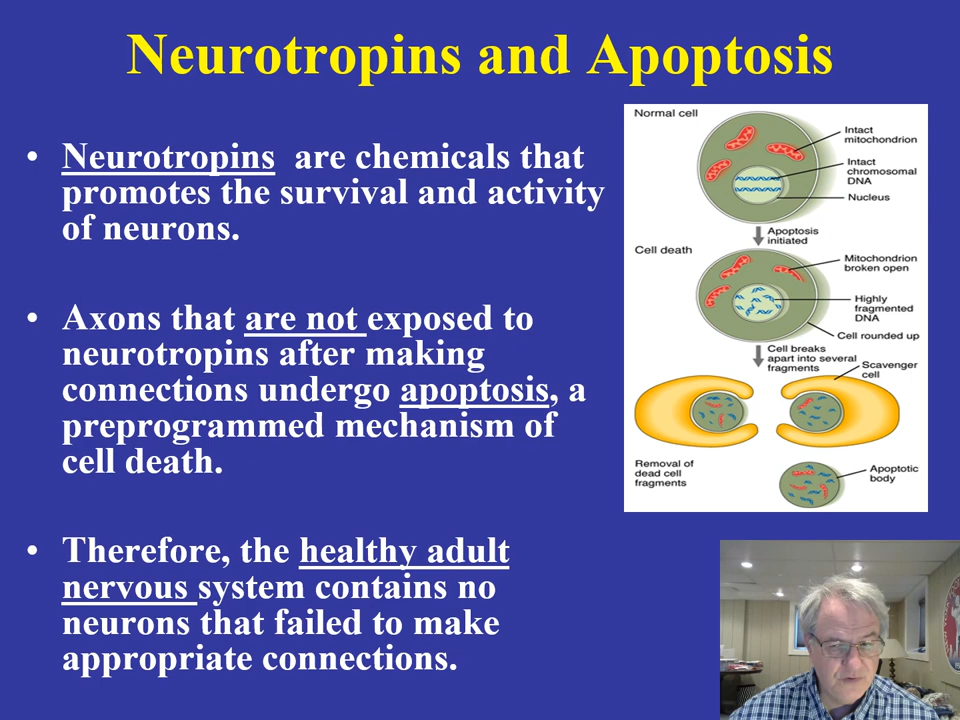 Neurotropins and Apoptosis
• Neurotropins are chemicals that
promotes the survival and activity
of neurons.
• Axons that are not exposed to
neurotropins after making
connections undergo apoptosis, a
preprogrammed mechanism of
cell death.
• Therefore, the healthy adult
nervous system contains no
neurons that failed to make
appropriate connections.
Normal cell
Intact
mitochondrion
Intact
chromosomal
DNA
Nucleus
Apoptosis
initiated
Cell death
Mitochondrion
broken open
Highly
fragmented
DNA
Cell rounded up
Cell breaks
apart into several
fragments
Scavenger
cell
Removal of
dead cell
fragments
Apoptotic
body